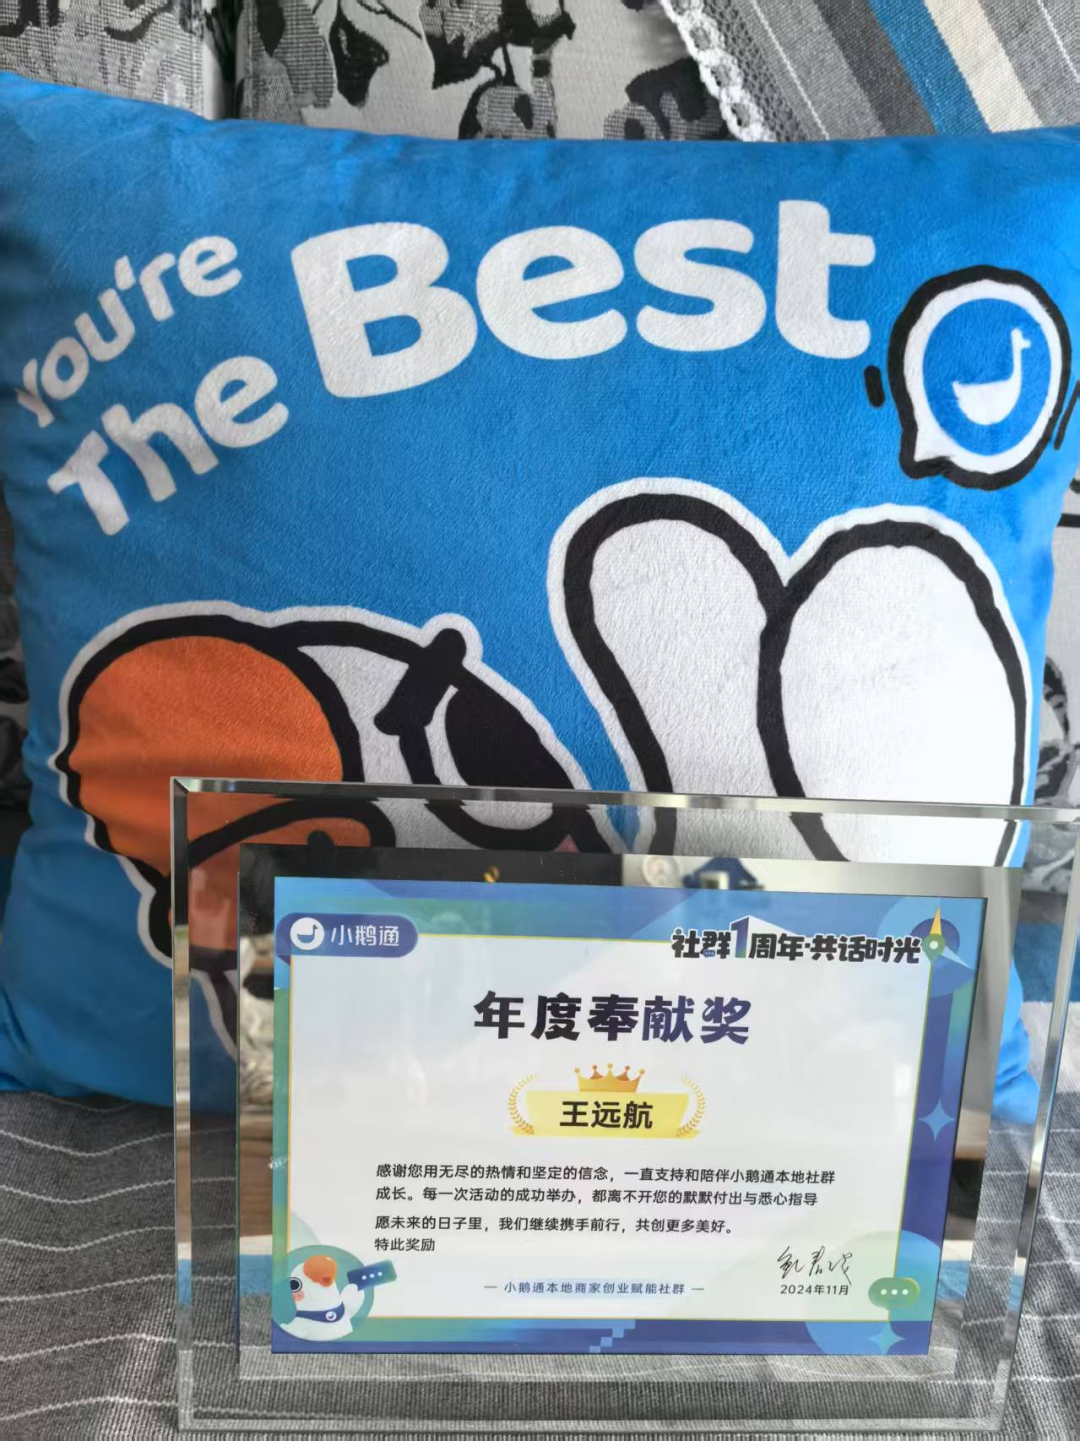 You're
The Best
小鹅通
社群1周年·共话时光
年度奉献奖
王远航
感谢您用无尽的热情和坚定的信念，一直支持和陪伴小鹅通本地社群
成长。每一次活动的成功举办，都离不开您的默默付出与悉心指导
愿未来的日子里，我们继续携手前行，共创更多美好。
特此奖励
— 小鹅通本地商家创业赋能社群 —
2024年11月